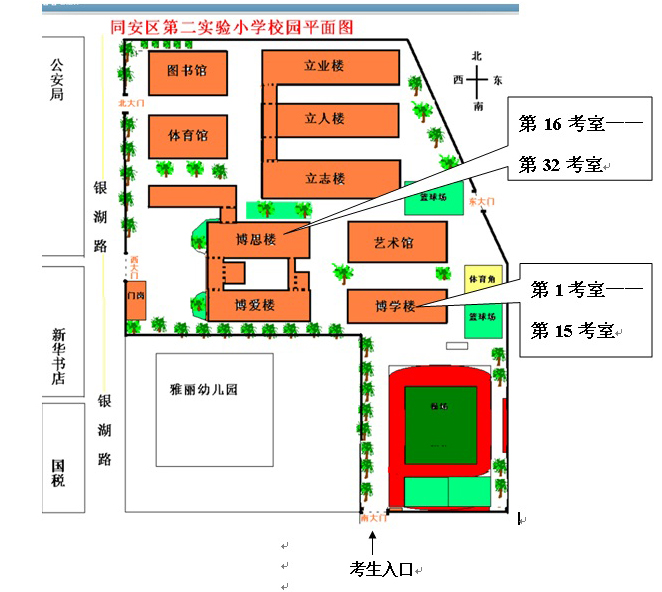 同安区第二实验小学校园平面图
公安局
图书馆
立业楼
北
西 东
南
北大门
第 16 考室——
第 32 考室
体育馆
立人楼
立志楼
银湖路
篮球场
东大门
博思楼
艺术馆
西大门
体育角
门岗
博爱楼
博学楼
篮球场
第 1 考室——
第 15 考室
新华书店
雅丽幼儿园
银湖路
国税
南大门
考生入口